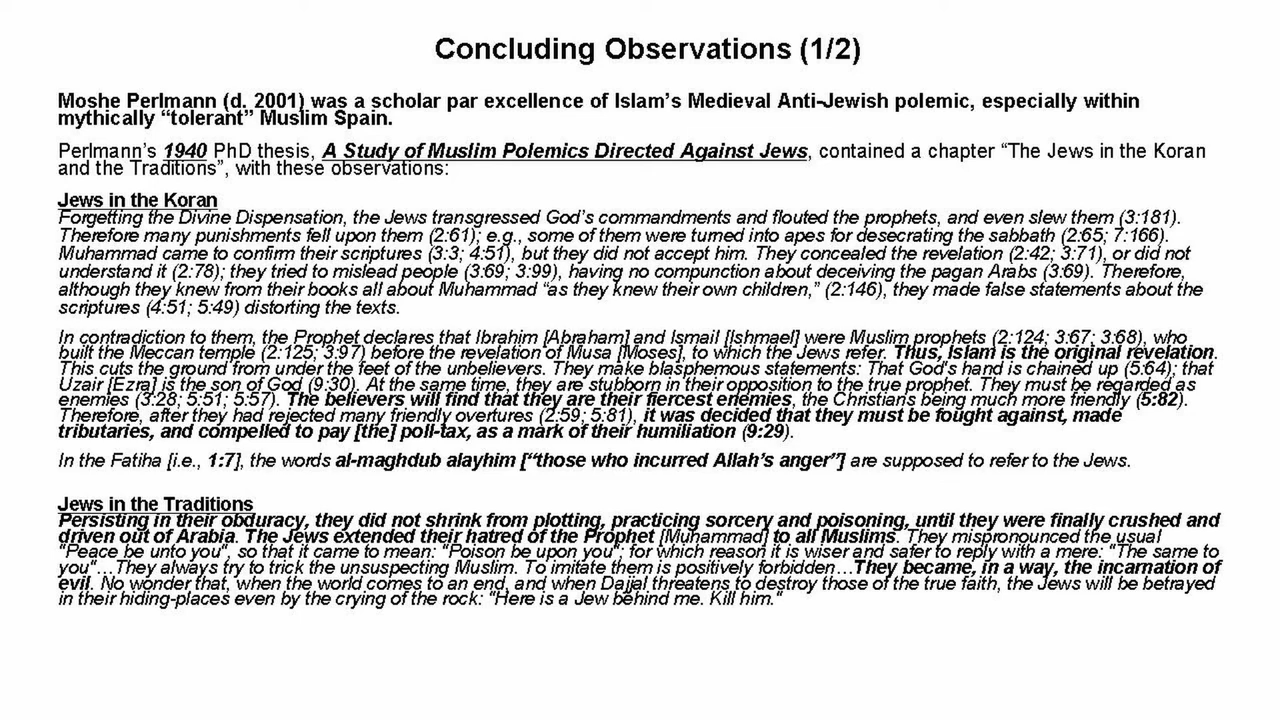 Concluding Observations (1/2)
Moshe Perlmann (d. 2001) was a scholar par excellence of Islam's Medieval Anti-Jewish polemic, especially within
mythically "tolerant" Muslim Spain.
Perlmann's 1940 PhD thesis, A Study of Muslim Polemics Directed Against Jews, contained a chapter "The Jews in the Koran
and the Traditions", with these observations:
Jews in the Koran
Forgetting the Divine Dispensation, the Jews transgressed God's commandments and flouted the prophets, and even slew them (3:181).
Therefore many punishments fell upon them (2:61); e.g., some of them were turned into apes for desecrating the sabbath (2:65; 7:166).
Muhammad came to confirm their scriptures (3:3; 4:51), but they did not accept him. They concealed the revelation (2:42; 3:71), or did not
understand it (2:78); they tried to mislead people (3:69; 3:99), having no compunction about deceiving the pagan Arabs (3:69). Therefore,
although they knew from their books all about Muhammad "as they knew their own children," (2:146), they made false statements about the
scriptures (4:51; 5:49) distorting the texts.
In contradiction to them, the Prophet declares that Ibrahim [Abraham] and Ismail [Ishmael] were Muslim prophets (2:124; 3:67; 3:68), who
built the Meccan temple (2:125; 3:97) before the revelation of Musa [Moses], to which the Jews refer. Thus, Islam is the original revelation.
This cuts the ground from under the feet of the unbelievers. They make blasphemous statements: That God's hand is chained up (5:64); that
Uzair [Ezra] is the son of God (9:30). At the same time, they are stubborn in their opposition to the true prophet. They must be regarded as
enemies (3:28; 5:51; 5:57). The believers will find that they are their fiercest enemies, the Christians being much more friendly (5:82).
Therefore, after they had rejected many friendly overtures (2:59; 5:81), it was decided that they must be fought against, made
tributaries, and compelled to pay [the] poll-tax, as a mark of their humiliation (9:29).
In the Fatiha [i.e., 1:7], the words al-maghdub alayhim ["those who incurred Allah's anger"] are supposed to refer to the Jews.
Jews in the Traditions
Persisting in their obduracy, they did not shrink from plotting, practicing sorcery and poisoning, until they were finally crushed and
driven out of Arabia. The Jews extended their hatred of the Prophet [Muhammad] to all Muslims. They mispronounced the usual
"Peace be unto you", so that it came to mean: "Poison be upon you"; for which reason it is wiser and safer to reply with a mere: "The same to
you"...They always try to trick the unsuspecting Muslim. To imitate them is positively forbidden...They became, in a way, the incarnation of
evil. No wonder that, when the world comes to an end, and when Dajjal threatens to destroy those of the true faith, the Jews will be betrayed
in their hiding-places even by the crying of the rock: "Here is a Jew behind me. Kill him."